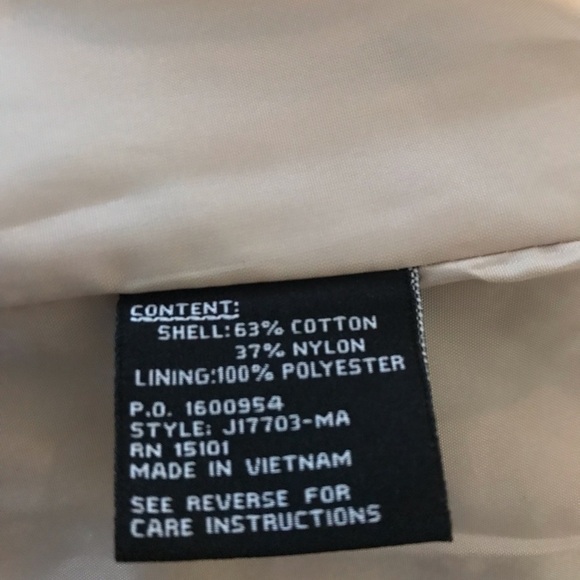 CONTENT:
SHELL:63% COTTON
37% NYLON
LINING:100% POLYESTER
P.O. 1600954
STYLE: J17703-MA
RN 15101
MADE IN VIETNAM
SEE REVERSE FOR
CARE INSTRUCTIONS